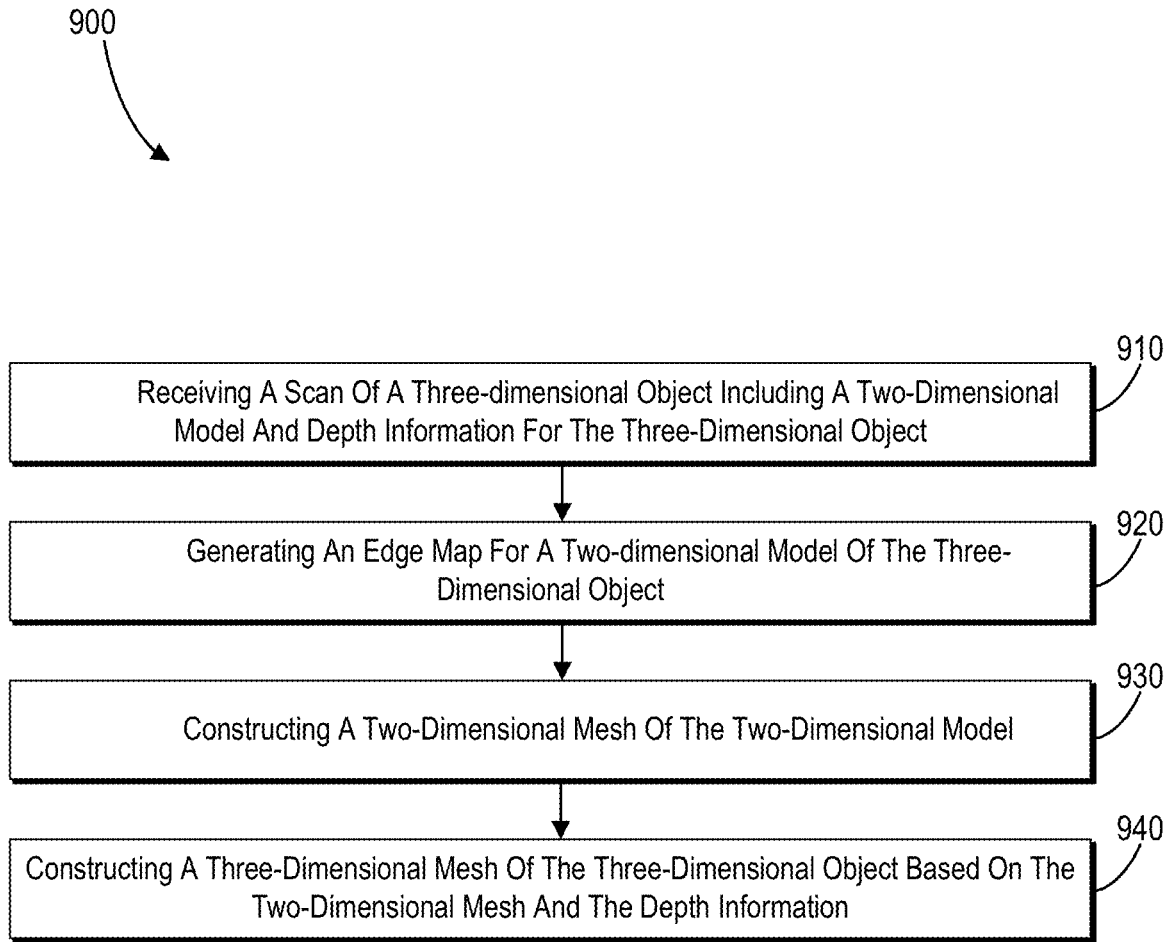 900
910
Receiving A Scan Of A Three-dimensional Object Including A Two-Dimensional
Model And Depth Information For The Three-Dimensional Object
920
Generating An Edge Map For A Two-dimensional Model Of The Three-
Dimensional Object
930
Constructing A Two-Dimensional Mesh Of The Two-Dimensional Model
940
Constructing A Three-Dimensional Mesh Of The Three-Dimensional Object Based On The
Two-Dimensional Mesh And The Depth Information